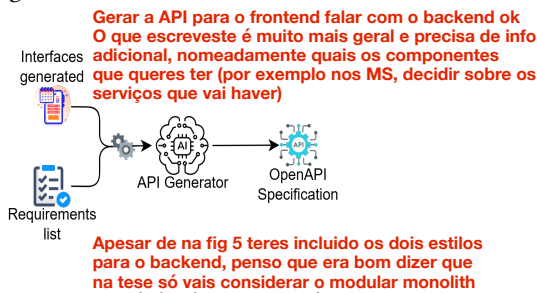 Gerar a API para o frontend falar com o backend ok
O que escreveste é muito mais geral e precisa de info
adicional, nomeadamente quais os componentes
que queres ter (por exemplo nos MS, decidir sobre os
serviços que vai haver)
Interfaces
generated
AI
API
API Generator
OpenAPI
Specification
Requirements
list
Apesar de na fig 5 teres incluido os dois estilos
para o backend, penso que era bom dizer que
na tese só vais considerar o modular monolith